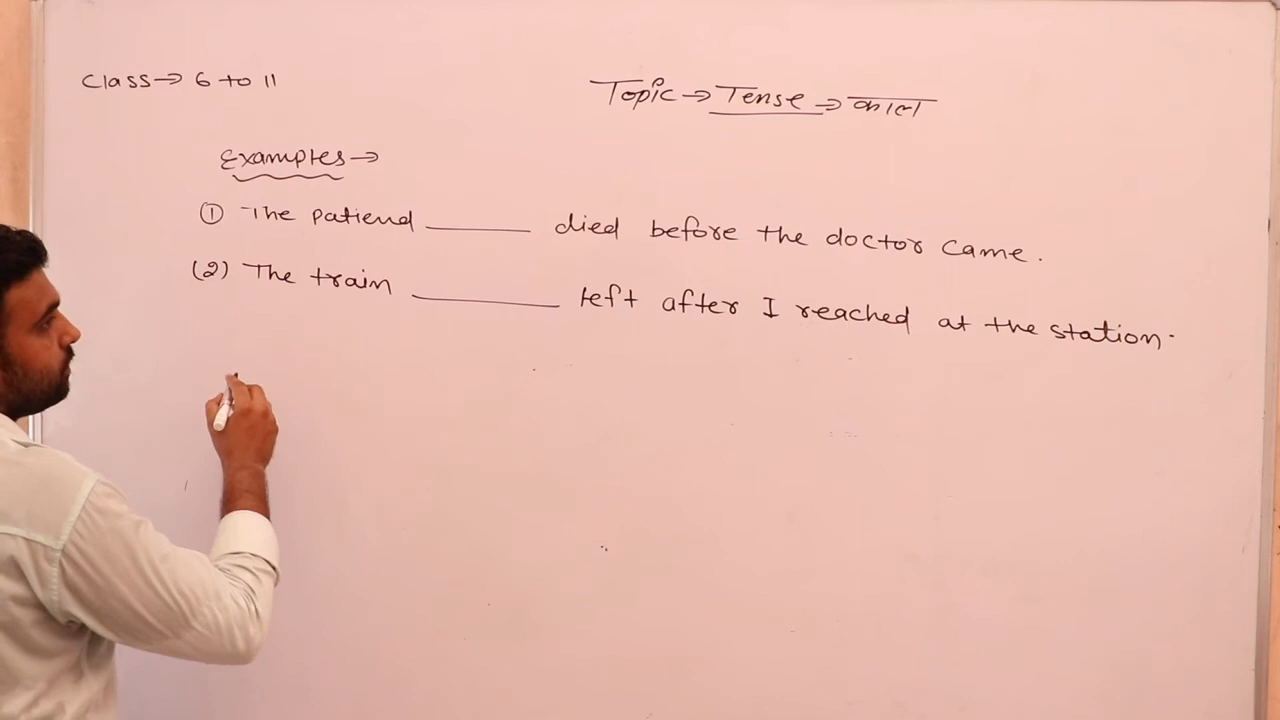 Class→ 6 to 11
Topic → Tense → काल
Examples →
① The patiend ______ died before the doctor came.
(2) The train ______ left after I reached at the station.